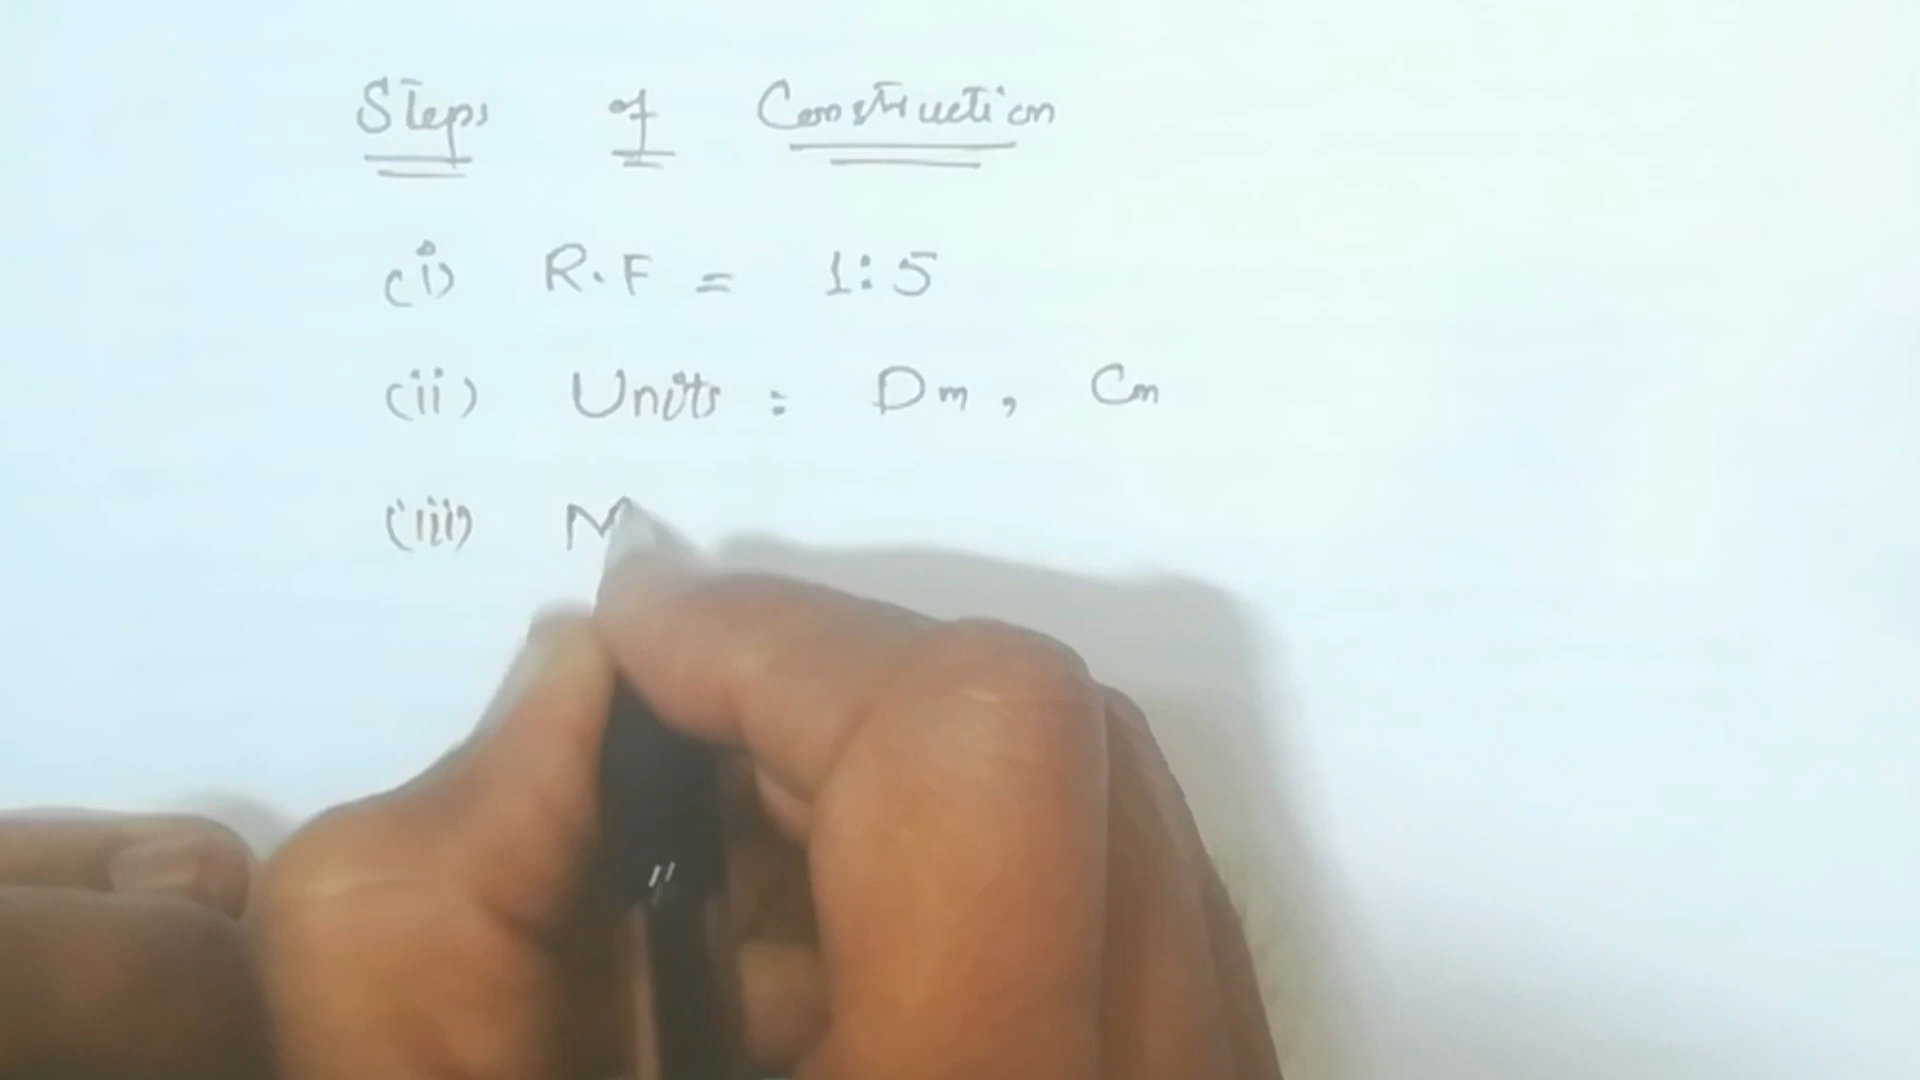 Steps of Construction
(i) R.F = 1:5
(ii) Units : Dm, Cm
(iii) M